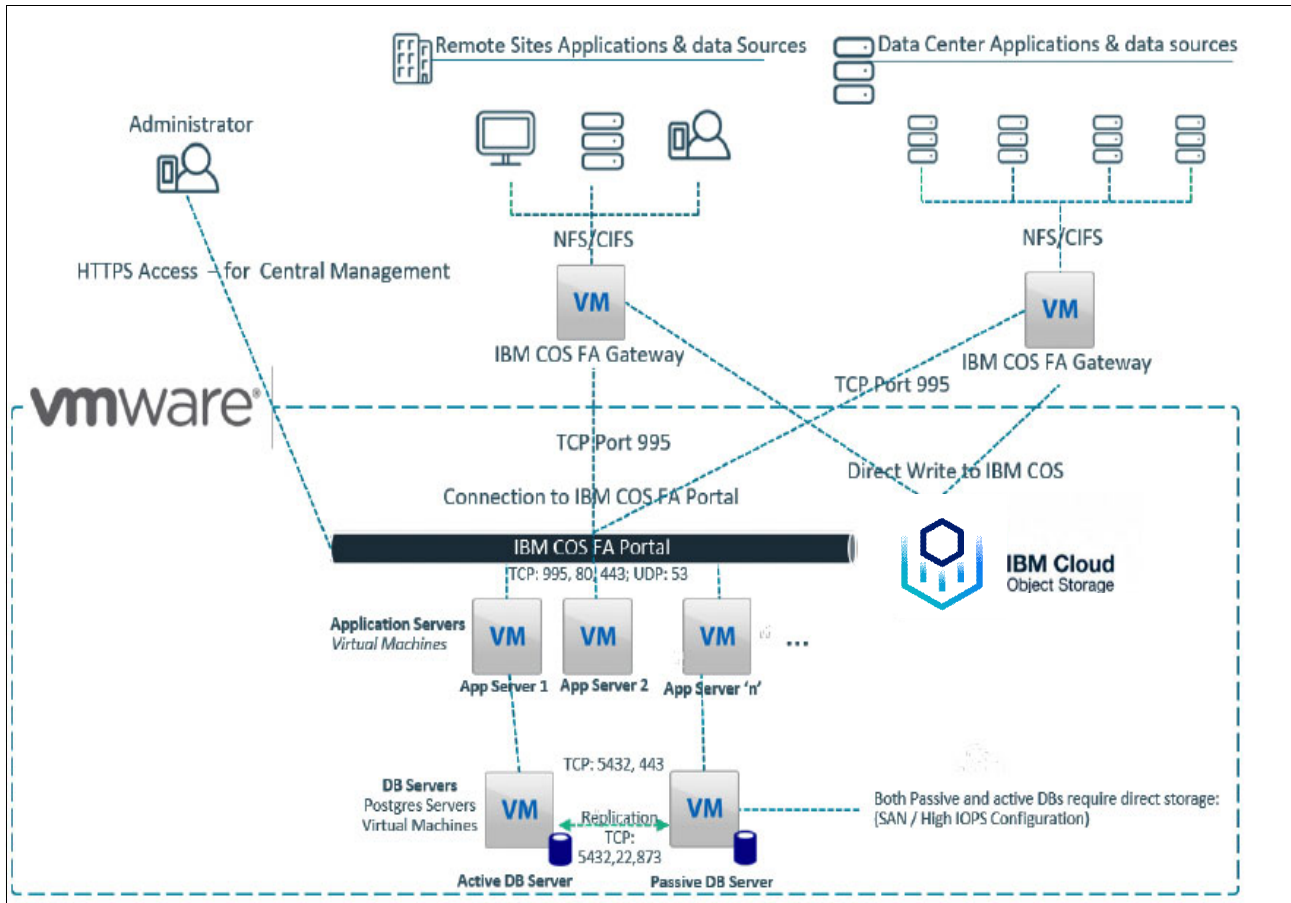 Remote Sites Applications & data Sources
Data Center Applications & data sources
Administrator
NFS/CIFS
NFS/CIFS
HTTPS Access – for Central Management
VM
VM
IBM COS FA Gateway
IBM COS FA Gateway
TCP Port 995
vmware®
TCP Port 995
Direct Write to IBM COS
Connection to IBM COS FA Portal
IBM COS FA Portal
TCP: 995, 80, 443; UDP: 53
IBM Cloud
Object Storage
Application Servers
Virtual Machines
VM
VM
VM
...
App Server 1
App Server 2
App Server 'n'
TCP: 5432, 443
DB Servers
Postgres Servers
Virtual Machines
VM
VM
Replication
TCP:
5432,22,873
Both Passive and active DBs require direct storage:
(SAN / High IOPS Configuration)
Active DB Server
Passive DB Server